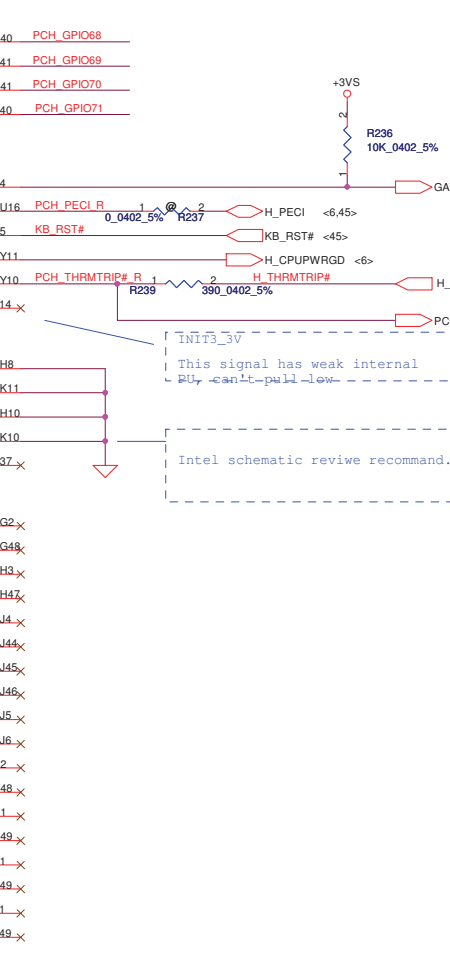 40 PCH_GPIO68
41 PCH_GPIO69
41 PCH_GPIO70
40 PCH_GPIO71
+3VS
2
R236
10K_0402_5%
1
4 GA
U16 PCH_PECI_R 1 @ 2 H_PECI <6,45>
0_0402_5% R237
5 KB_RST# KB_RST# <45>
Y11 H_CPUPWRGD <6>
Y10 PCH_THRMTRIP#_R 1 2 H_THRMTRIP# H_
R239 390_0402_5%
14
PC
INIT3_3V
This signal has weak internal
PU, can't pull low
H8
K11
H10
K10
Intel schematic reviwe recommand.
37
G2
G48
H3
H47
J4
J44
J45
J46
J5
J6
2
48
1
49
1
49
1
49